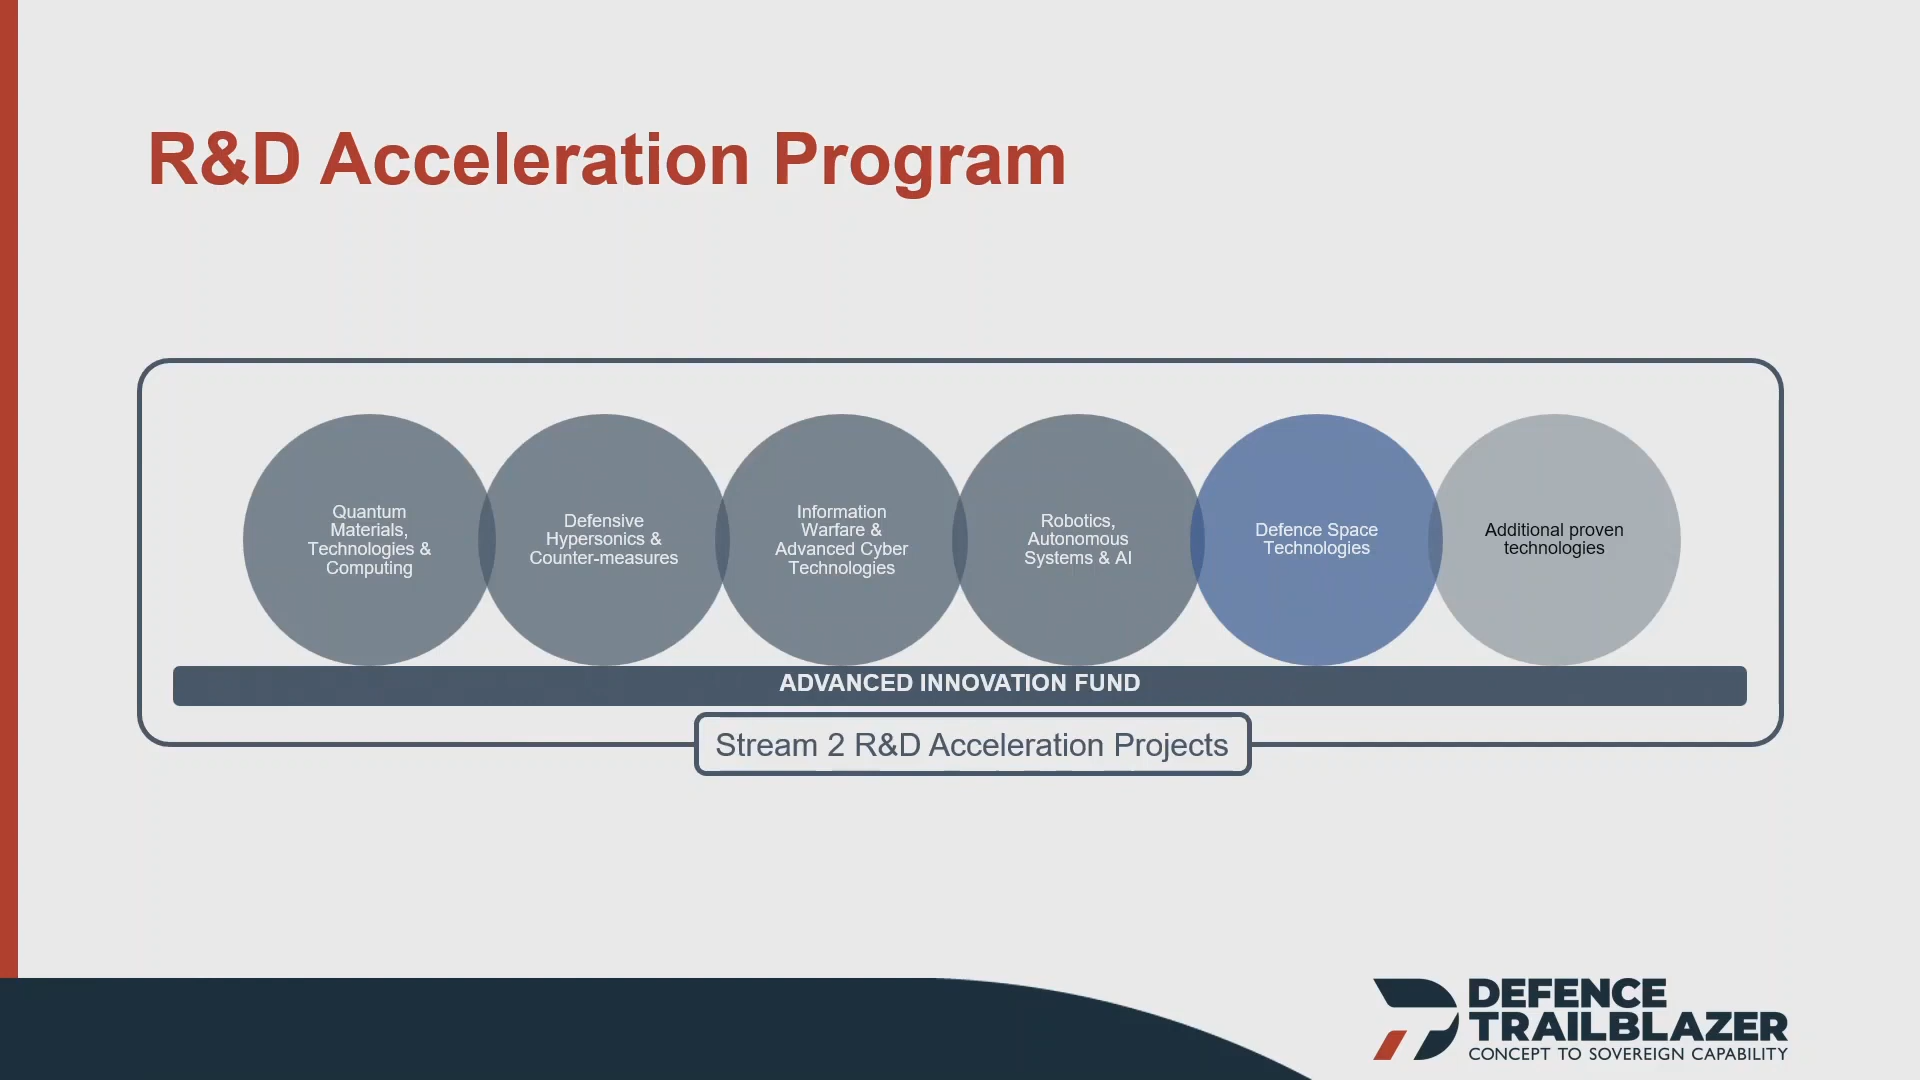 R&D Acceleration Program
Quantum
Materials,
Technologies &
Computing
Defensive
Hypersonics &
Counter-measures
Information
Warfare &
Advanced Cyber
Technologies
Robotics,
Autonomous
Systems & AI
Defence Space
Technologies
Additional proven
technologies
ADVANCED INNOVATION FUND
Stream 2 R&D Acceleration Projects
DEFENCE
TRAILBLAZER
CONCEPT TO SOVEREIGN CAPABILITY